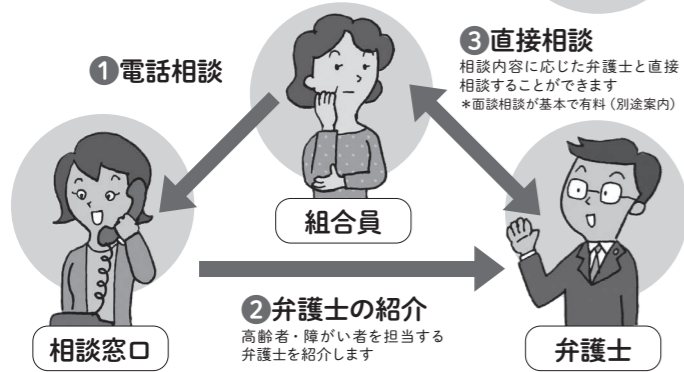 ❶電話相談
❸直接相談
相談内容に応じた弁護士と直接
相談することができます
＊面談相談が基本で有料（別途案内）
組合員
❷弁護士の紹介
高齢者・障がい者を担当する
弁護士を紹介します
相談窓口
弁護士